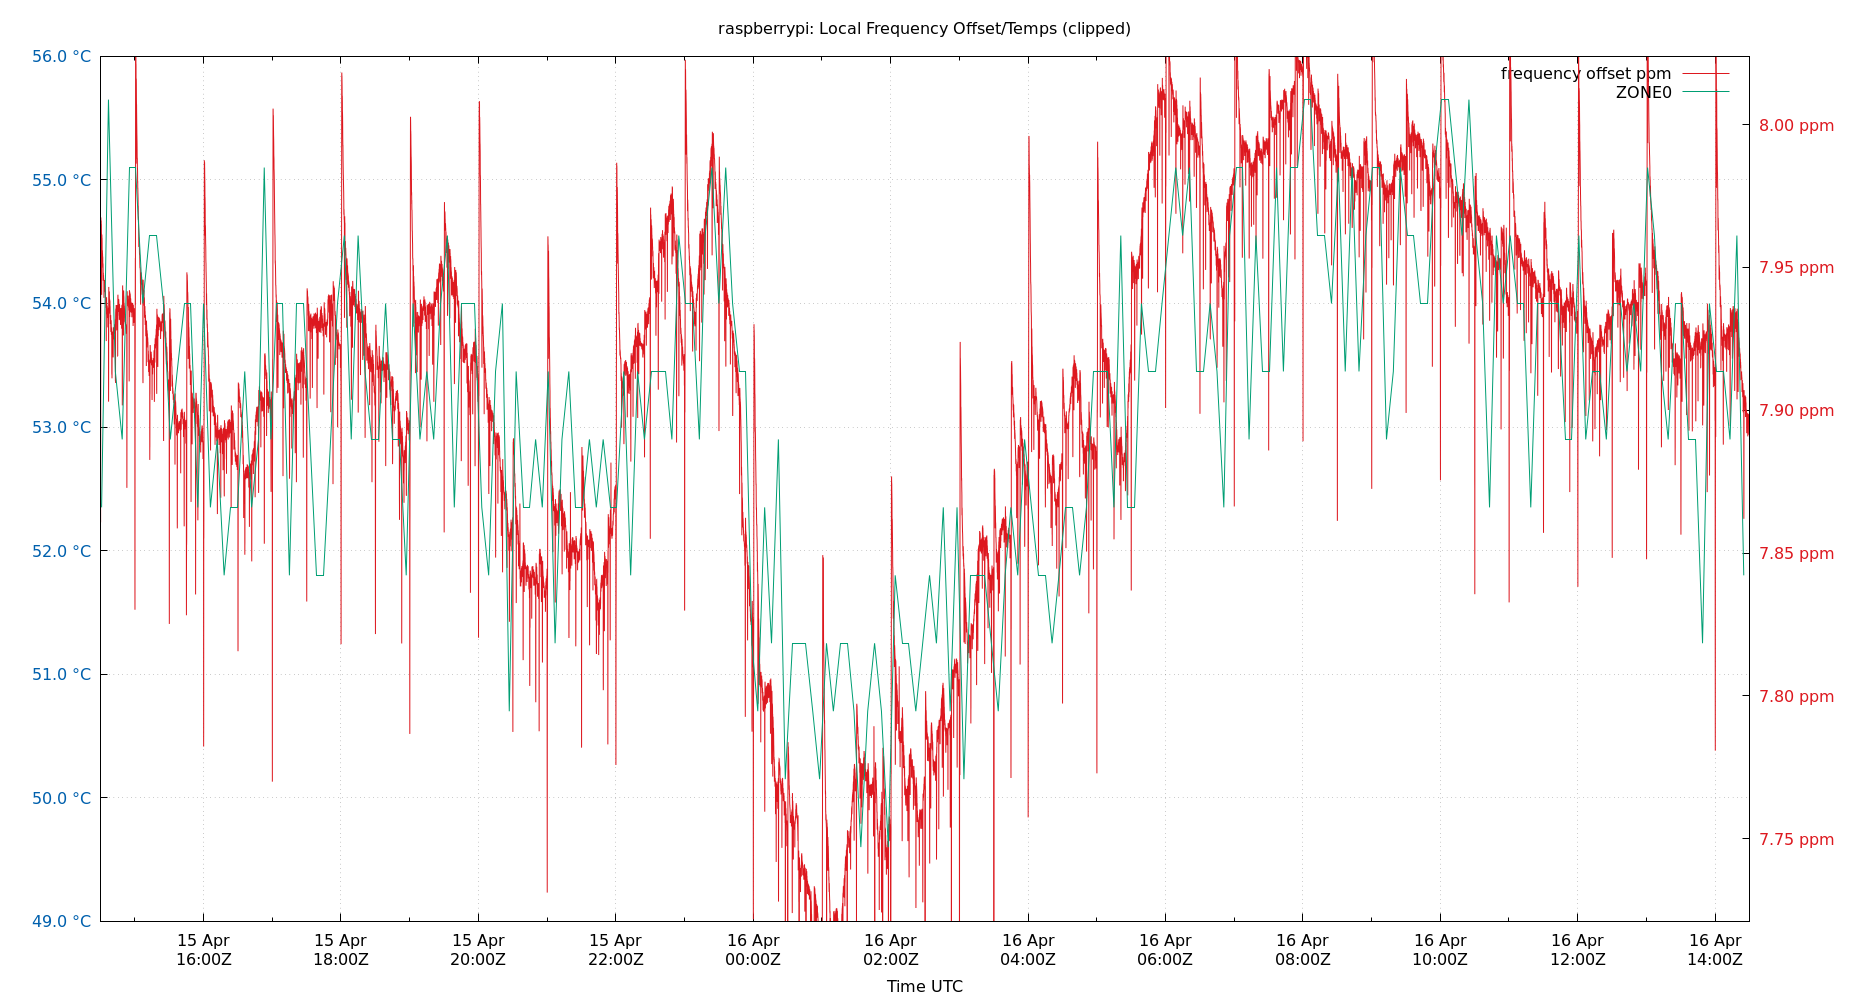 raspberrypi: Local Frequency Offset/Temps (clipped)
56.0 °C
55.0 °C
54.0 °C
53.0 °C
52.0 °C
51.0 °C
50.0 °C
49.0 °C
frequency offset ppm
ZONE0
8.00 ppm
7.95 ppm
7.90 ppm
7.85 ppm
7.80 ppm
7.75 ppm
15 Apr 15 Apr 15 Apr 15 Apr 16 Apr 16 Apr 16 Apr 16 Apr 16 Apr 16 Apr 16 Apr 16 Apr
16:00Z 18:00Z 20:00Z 22:00Z 00:00Z 02:00Z 04:00Z 06:00Z 08:00Z 10:00Z 12:00Z 14:00Z
Time UTC